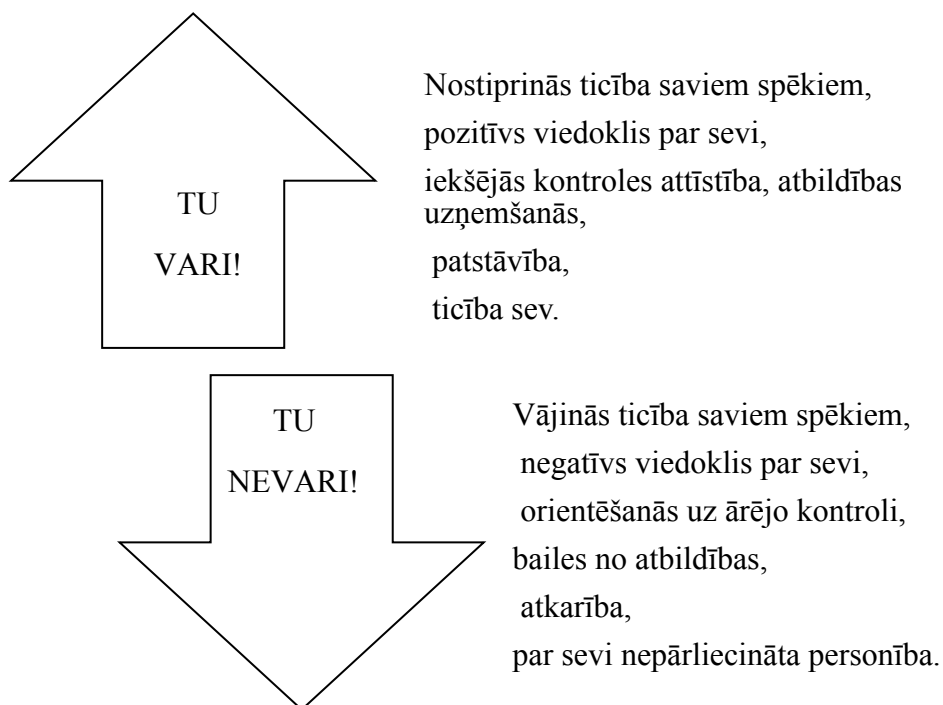 TU
VARI!
Nostiprinās ticība saviem spēkiem,
pozitīvs viedoklis par sevi,
iekšējās kontroles attīstība, atbildības
uzņemšanās,
patstāvība,
ticība sev.
TU
NEVARI!
Vājinās ticība saviem spēkiem,
negatīvs viedoklis par sevi,
orientēšanās uz ārējo kontroli,
bailes no atbildības,
atkarība,
par sevi nepārliecināta personība.